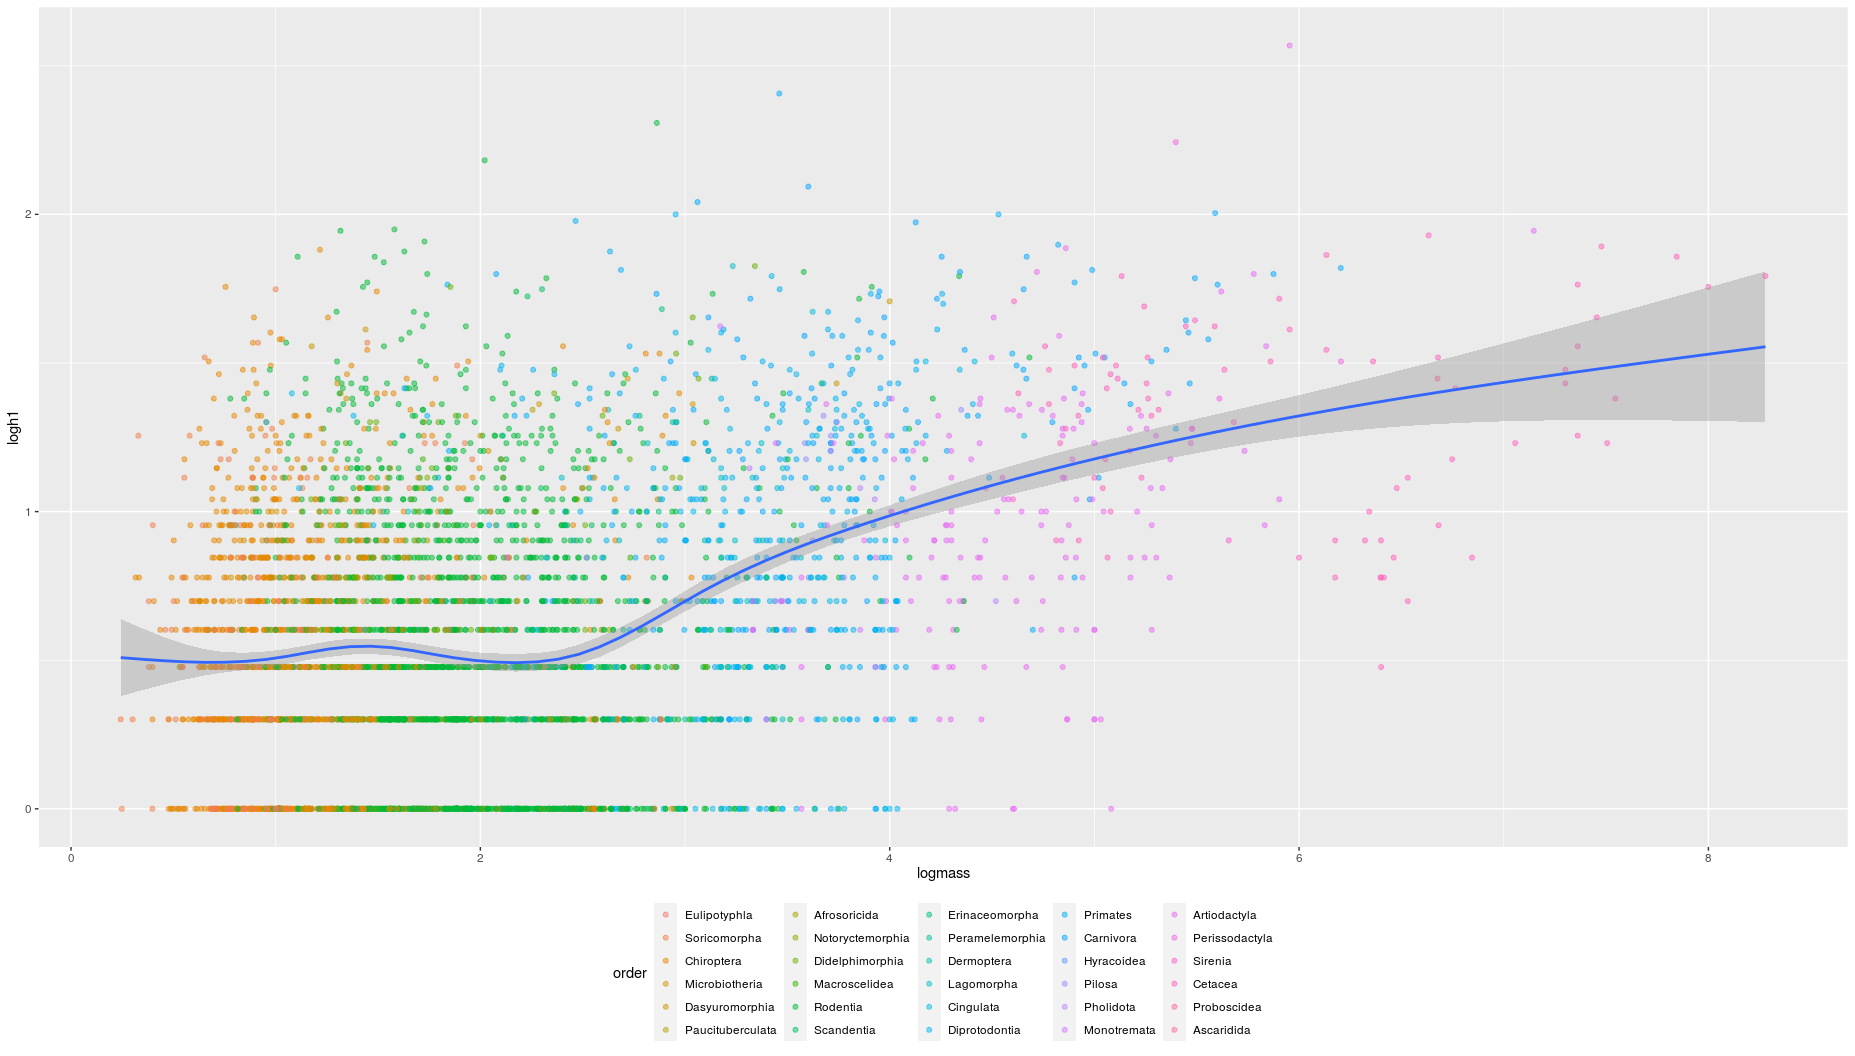 2
1
0
logh1
0 2 4 6 8
logmass
order
Eulipotyphla Afrosoricida Erinaceomorpha Primates Artiodactyla
Soricomorpha Notoryctemorphia Peramelemorphia Carnivora Perissodactyla
Chiroptera Didelphimorphia Dermoptera Hyracoidea Sirenia
Microbiotheria Macroscelidea Lagomorpha Pilosa Cetacea
Dasyuromorphia Rodentia Cingulata Pholidota Proboscidea
Paucituberculata Scandentia Diprotodontia Monotremata Ascaridida